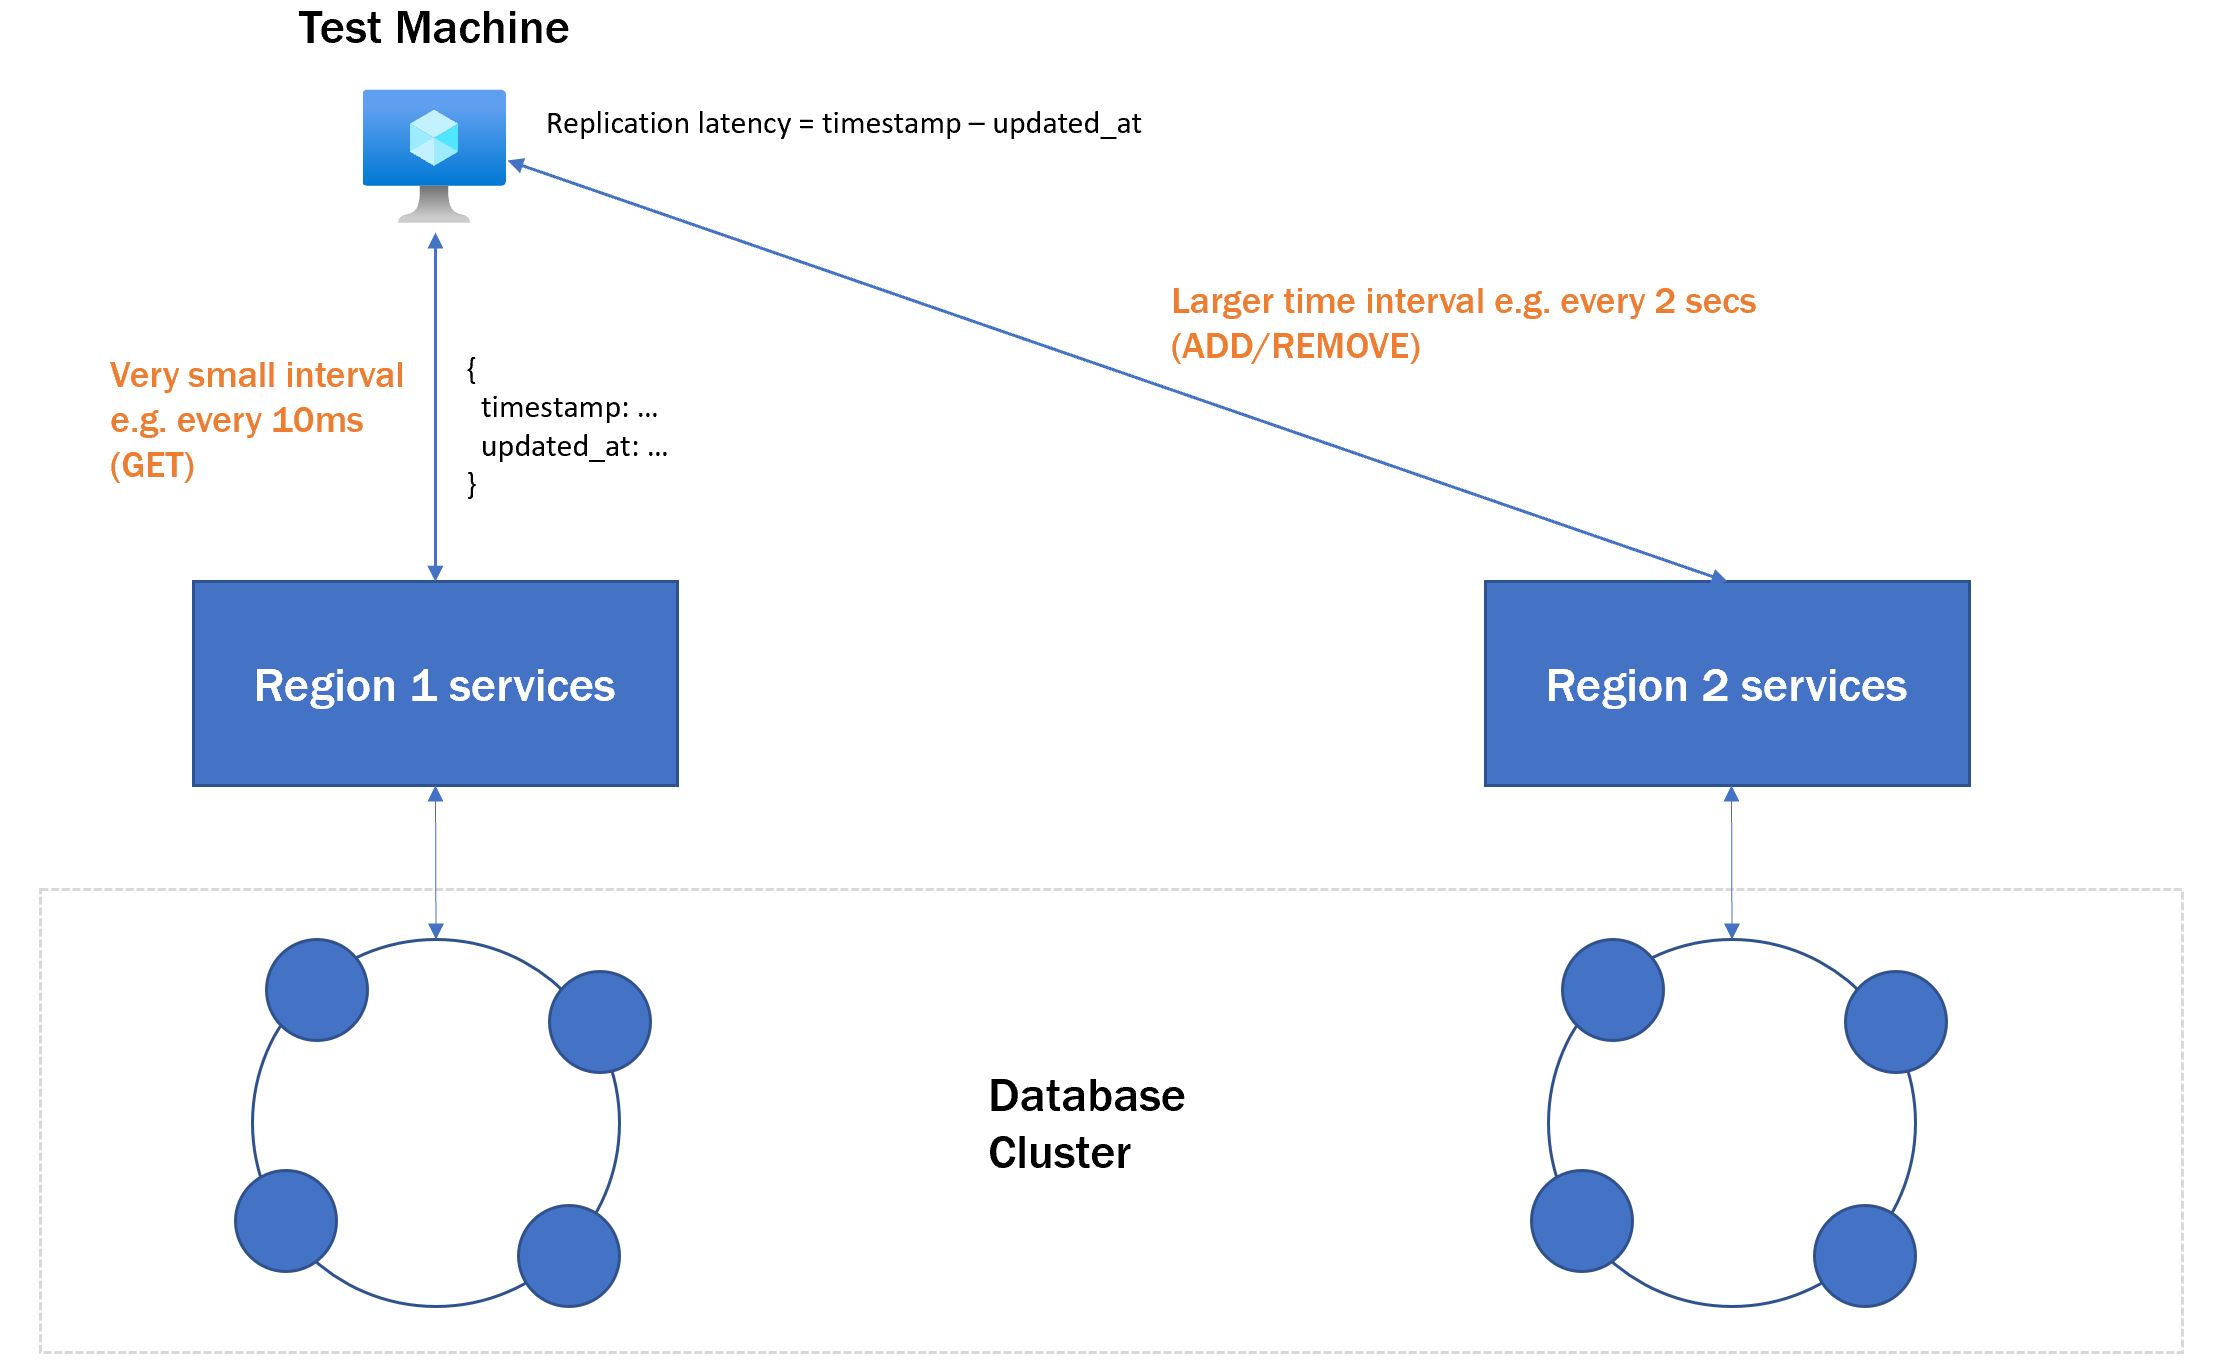 Test Machine
Replication latency = timestamp – updated_at
Larger time interval e.g. every 2 secs
(ADD/REMOVE)
Very small interval
e.g. every 10ms
(GET)
{
timestamp: ...
updated_at: ...
}
Region 1 services
Region 2 services
Database
Cluster